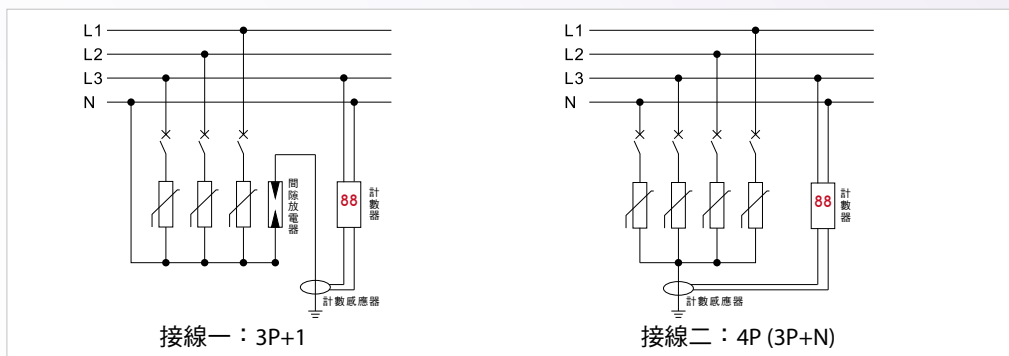 L1
L2
L3
N
間隙放電器
88
計數器
計數感應器
接線一：3P+1
L1
L2
L3
N
88
計數器
計數感應器
接線二：4P (3P+N)